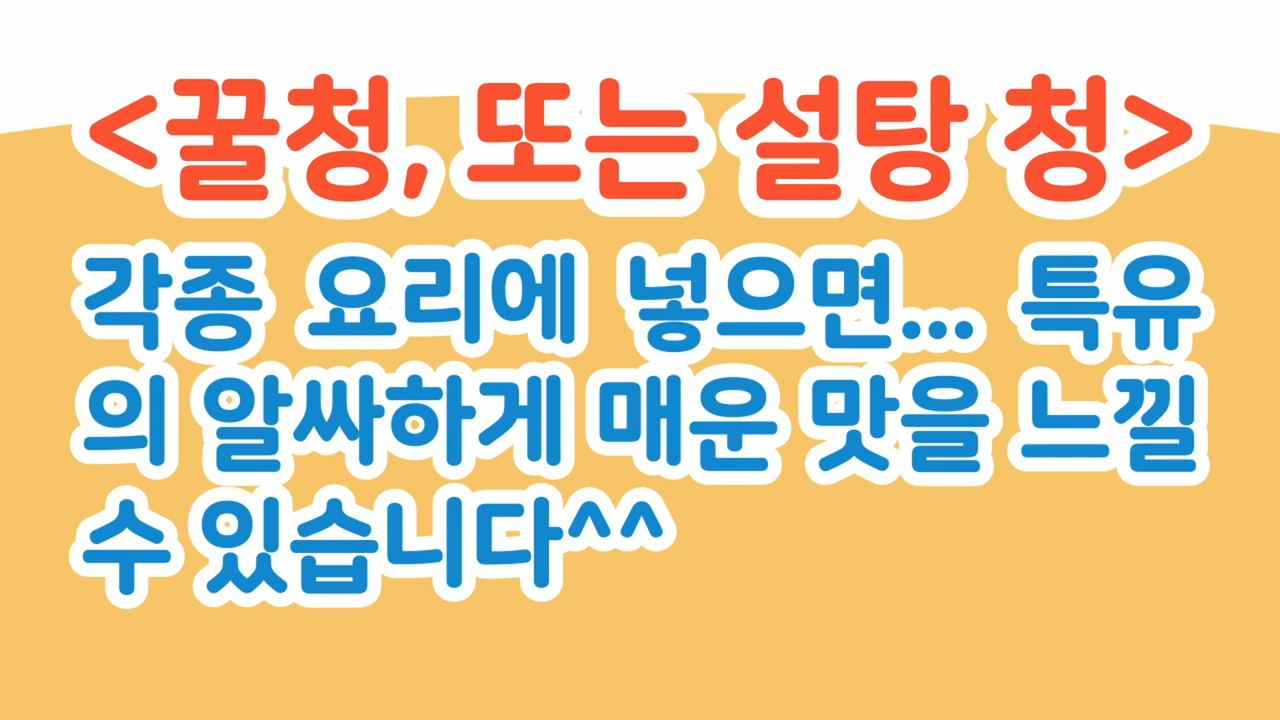 <꿀청, 또는 설탕 청>
각종 요리에 넣으면... 특유
의 알싸하게 매운 맛을 느낄
수 있습니다^^